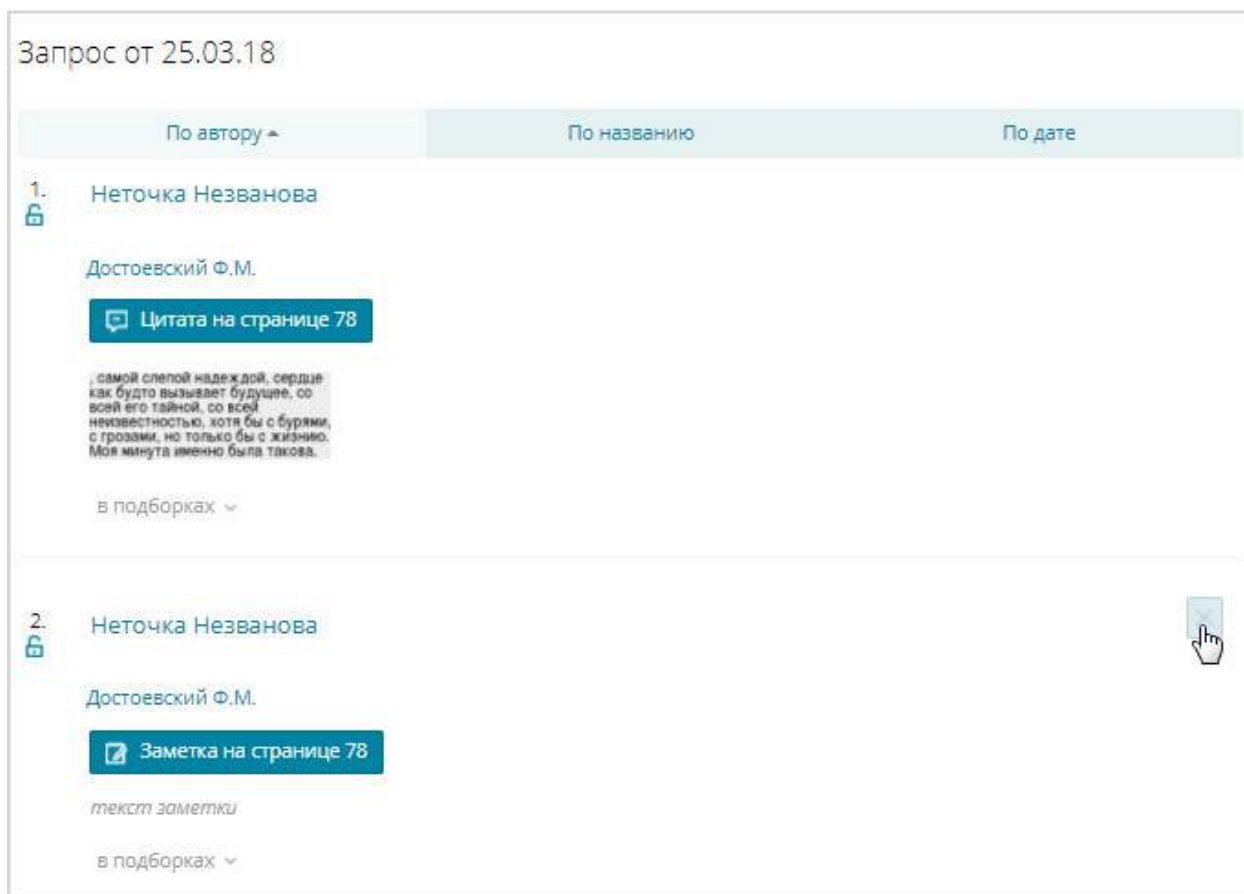 Запрос от 25.03.18
По автору По названию По дате
1. Неточка Незванова
Достоевский Ф.М.
Цитата на странице 78
, самой слепой надеждой, сердце
как будто вызывает будущее, со
всей его тайной, со всей
неизвестностью, хотя бы с бурями,
с грозами, но только бы с жизнию.
Моя минута именно была такова.
в подборках
2. Неточка Незванова
Достоевский Ф.М.
Заметка на странице 78
текст заметки
в подборках